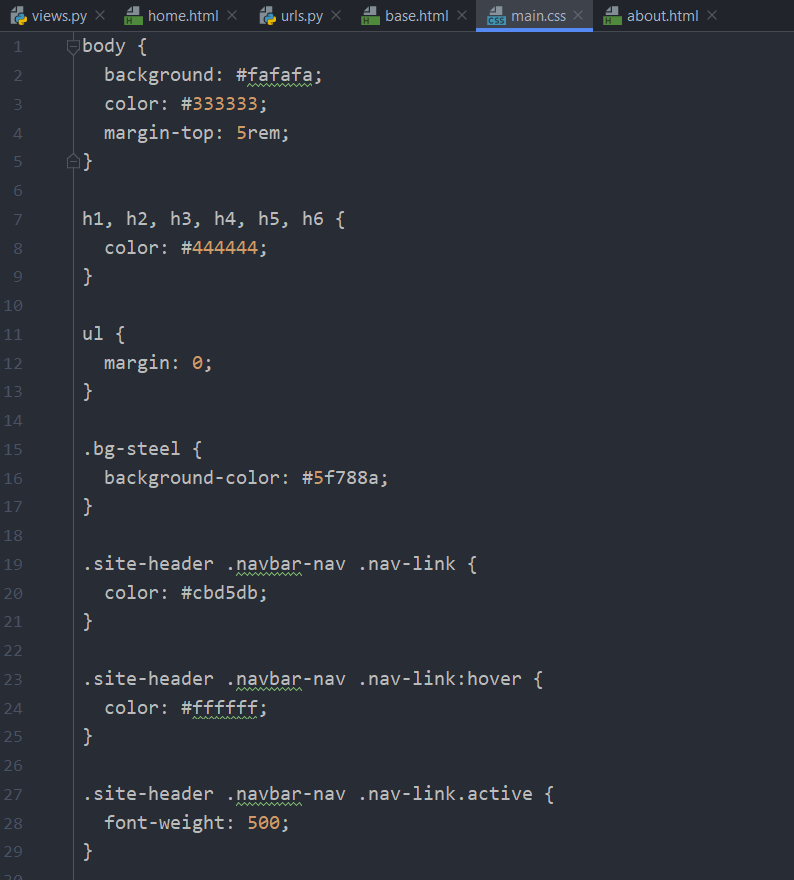 views.py home.html urls.py base.html main.css about.html
1 body {
2 background: #fafafa;
3 color: #333333;
4 margin-top: 5rem;
5 }
6
7 h1, h2, h3, h4, h5, h6 {
8 color: #444444;
9 }
10
11 ul {
12 margin: 0;
13 }
14
15 .bg-steel {
16 background-color: #5f788a;
17 }
18
19 .site-header .navbar-nav .nav-link {
20 color: #cbd5db;
21 }
22
23 .site-header .navbar-nav .nav-link:hover {
24 color: #ffffff;
25 }
26
27 .site-header .navbar-nav .nav-link.active {
28 font-weight: 500;
29 }